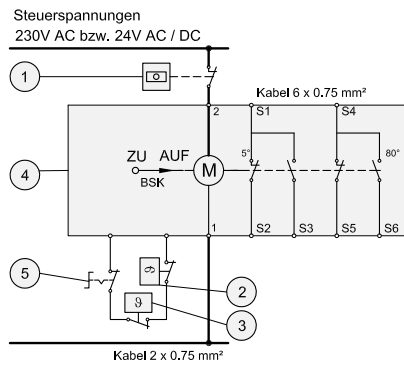 Steuerspannungen
230V AC bzw. 24V AC / DC
1
Kabel 6 x 0.75 mm²
2 S1 S4
ZU AUF 5° 80°
4 M
BSK
1 S2 S3 S5 S6
5 ϑ 2
ϑ 3
Kabel 2 x 0.75 mm²